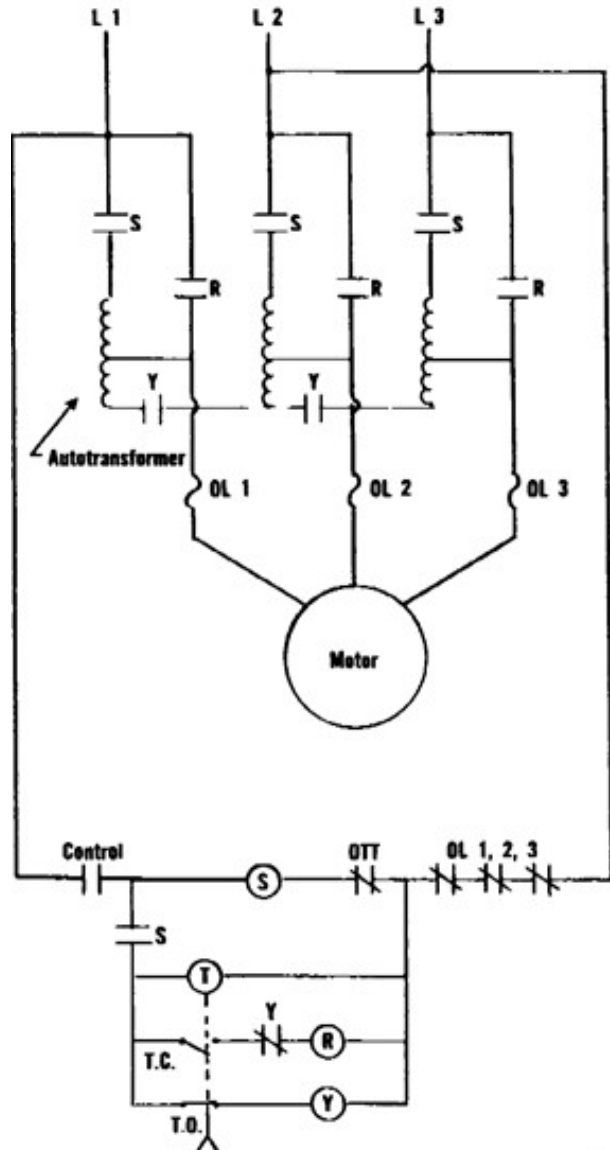 L 1
L 2
L 3
S
S
S
R
R
R
Y
Y
Autotransformer
OL 1
OL 2
OL 3
Motor
Control
S
OTT
OL 1, 2, 3
S
T
Y
R
T.C.
Y
T.O.